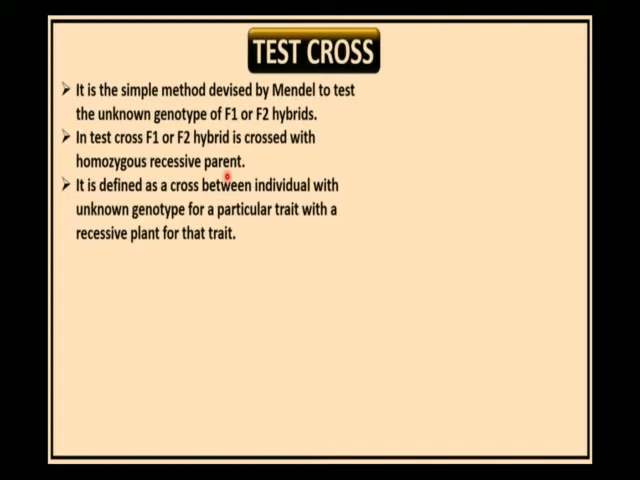 TEST CROSS
➢ It is the simple method devised by Mendel to test
the unknown genotype of F1 or F2 hybrids.
➢ In test cross F1 or F2 hybrid is crossed with
homozygous recessive parent.
➢ It is defined as a cross between individual with
unknown genotype for a particular trait with a
recessive plant for that trait.